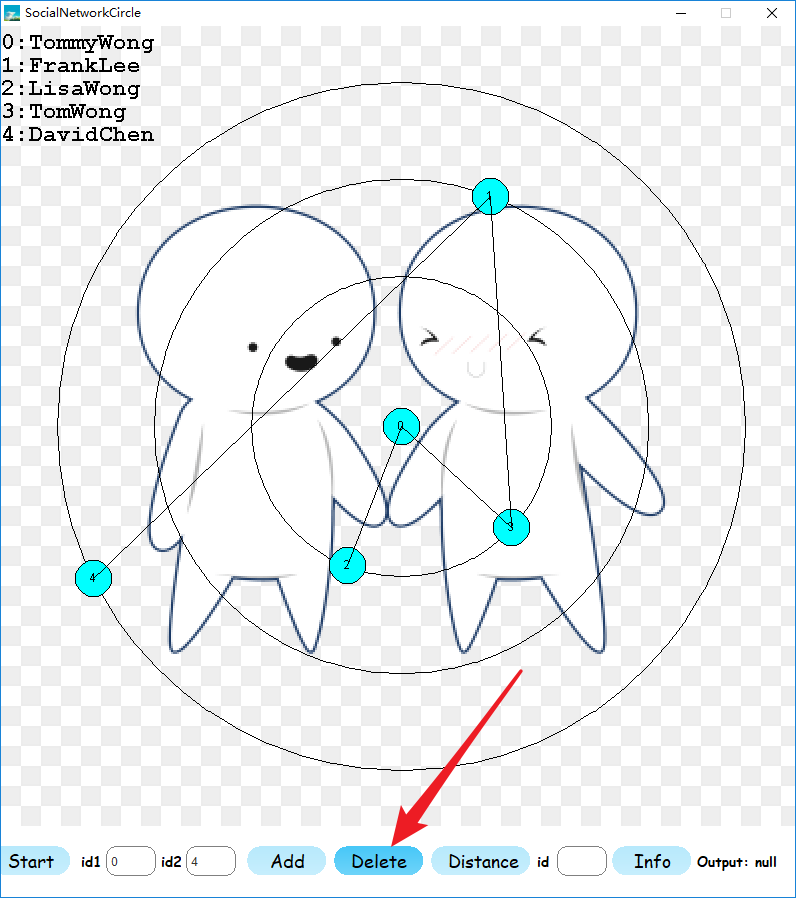 SocialNetworkCircle
0:TommyWong
1:FrankLee
2:LisaWong
3:TomWong
4:DavidChen
1
0
3
2
4
Start id1 0 id2 4 Add Delete Distance id Info Output: null